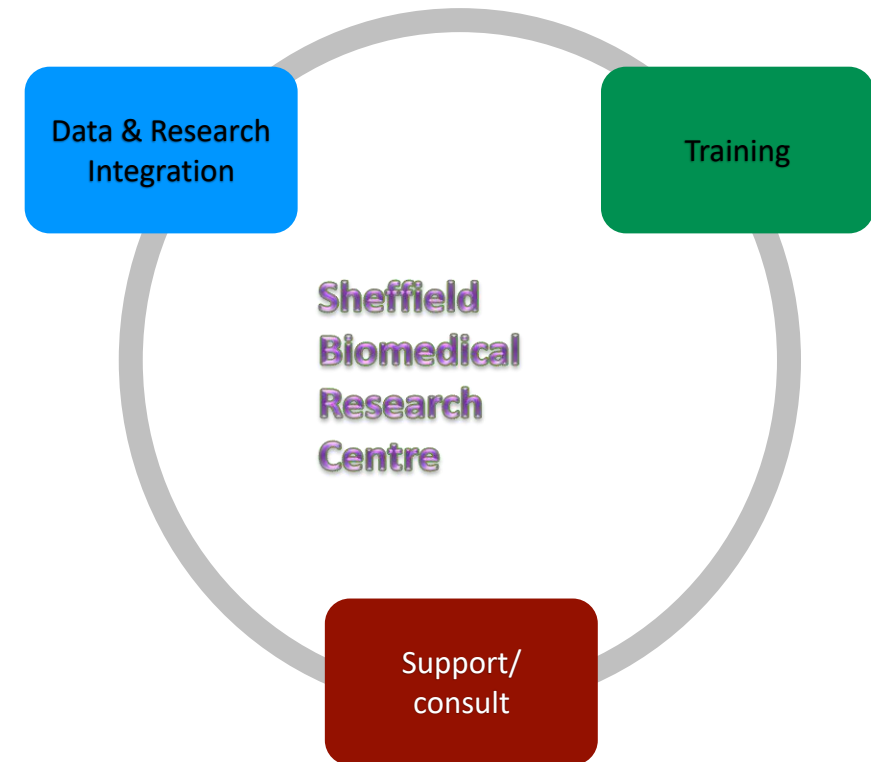 Data & Research
Integration
Training
Sheffield
Biomedical
Research
Centre
Support/
consult